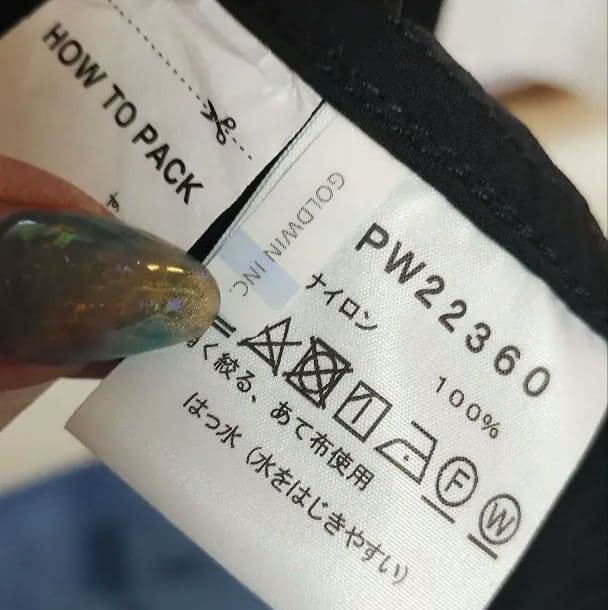 HOW TO PACK
GOLDWIN INC
PW22360
ナイロン 100%
F W
く絞る、あて布使用
はっ水（水をはじきやすい）